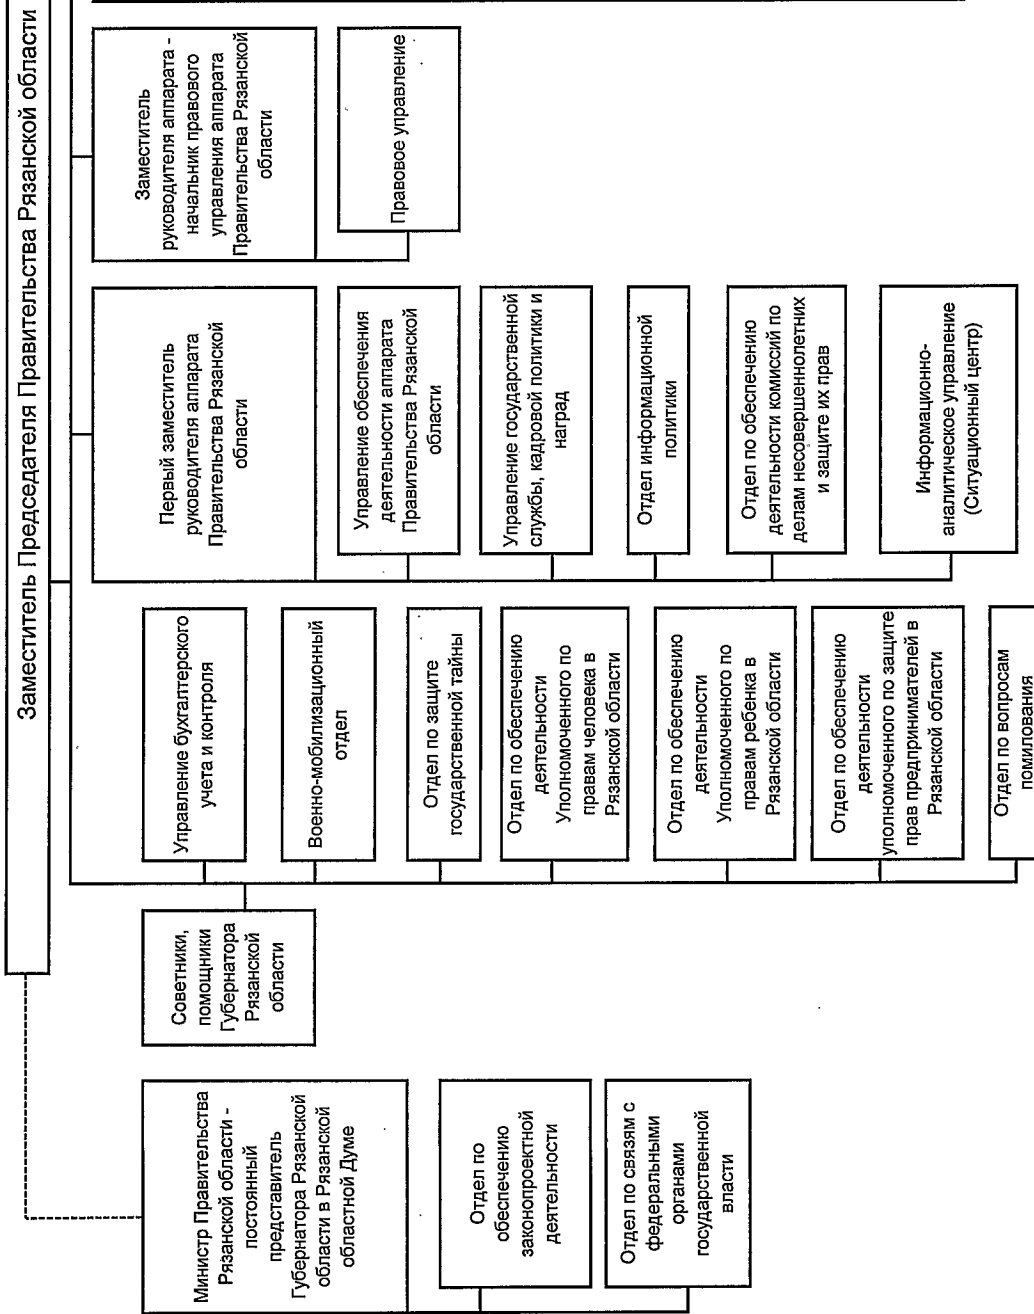 Заместитель Председателя Правительства Рязанской области
Министр Правительства
Рязанской области -
постоянный
представитель
Губернатора Рязанской
области в Рязанской
областной Думе
Отдел по
обеспечению
законопроектной
деятельности
Отдел по связям с
федеральными
органами
государственной
власти
Советники,
помощники
Губернатора
Рязанской
области
Управление бухгалтерского
учета и контроля
Военно-мобилизационный
отдел
Отдел по защите
государственной тайны
Отдел по обеспечению
деятельности
Уполномоченного по
правам человека в
Рязанской области
Отдел по обеспечению
деятельности
Уполномоченного по
правам ребенка в
Рязанской области
Отдел по обеспечению
деятельности
уполномоченного по защите
прав предпринимателей в
Рязанской области
Отдел по вопросам
помилования
Первый заместитель
руководителя аппарата
Правительства Рязанской
области
Управление обеспечения
деятельности аппарата
Правительства Рязанской
области
Управление государственной
службы, кадровой политики и
наград
Отдел информационной
политики
Отдел по обеспечению
деятельности комиссий по
делам несовершеннолетних
и защите их прав
Информационно-
аналитическое управление
(Ситуационный центр)
Заместитель
руководителя аппарата -
начальник правового
управления аппарата
Правительства Рязанской
области
Правовое управление